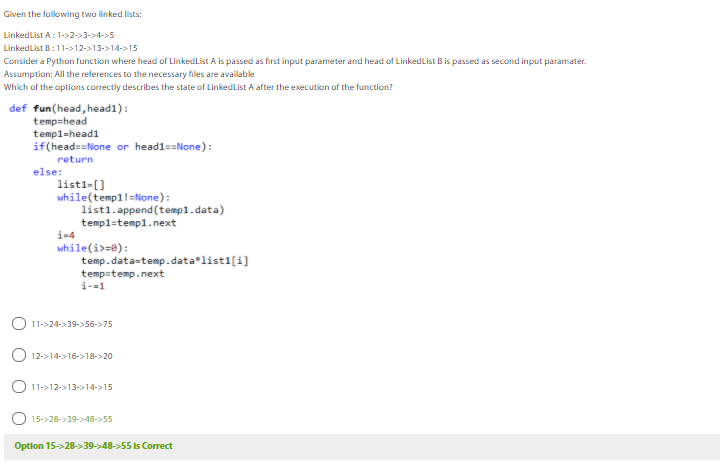 Given the following two linked lists:
LinkedList A : 1->2->3->4->5
LinkedList B : 11->12->13->14->15
Consider a Python function where head of LinkedList A is passed as first input parameter and head of LinkedList B is passed as second input paramater.
Assumption: All the references to the necessary files are available
Which of the options correctly describes the state of LinkedList A after the execution of the function?
def fun(head,head1):
    temp=head
    temp1=head1
    if(head==None or head1==None):
        return
    else:
        list1=[]
        while(temp1!=None):
            list1.append(temp1.data)
            temp1=temp1.next
        i=4
        while(i>=0):
            temp.data=temp.data*list1[i]
            temp=temp.next
            i-=1
11->24->39->56->75
12->14->16->18->20
11->12->13->14->15
15->28->39->48->55
Option 15->28->39->48->55 is Correct